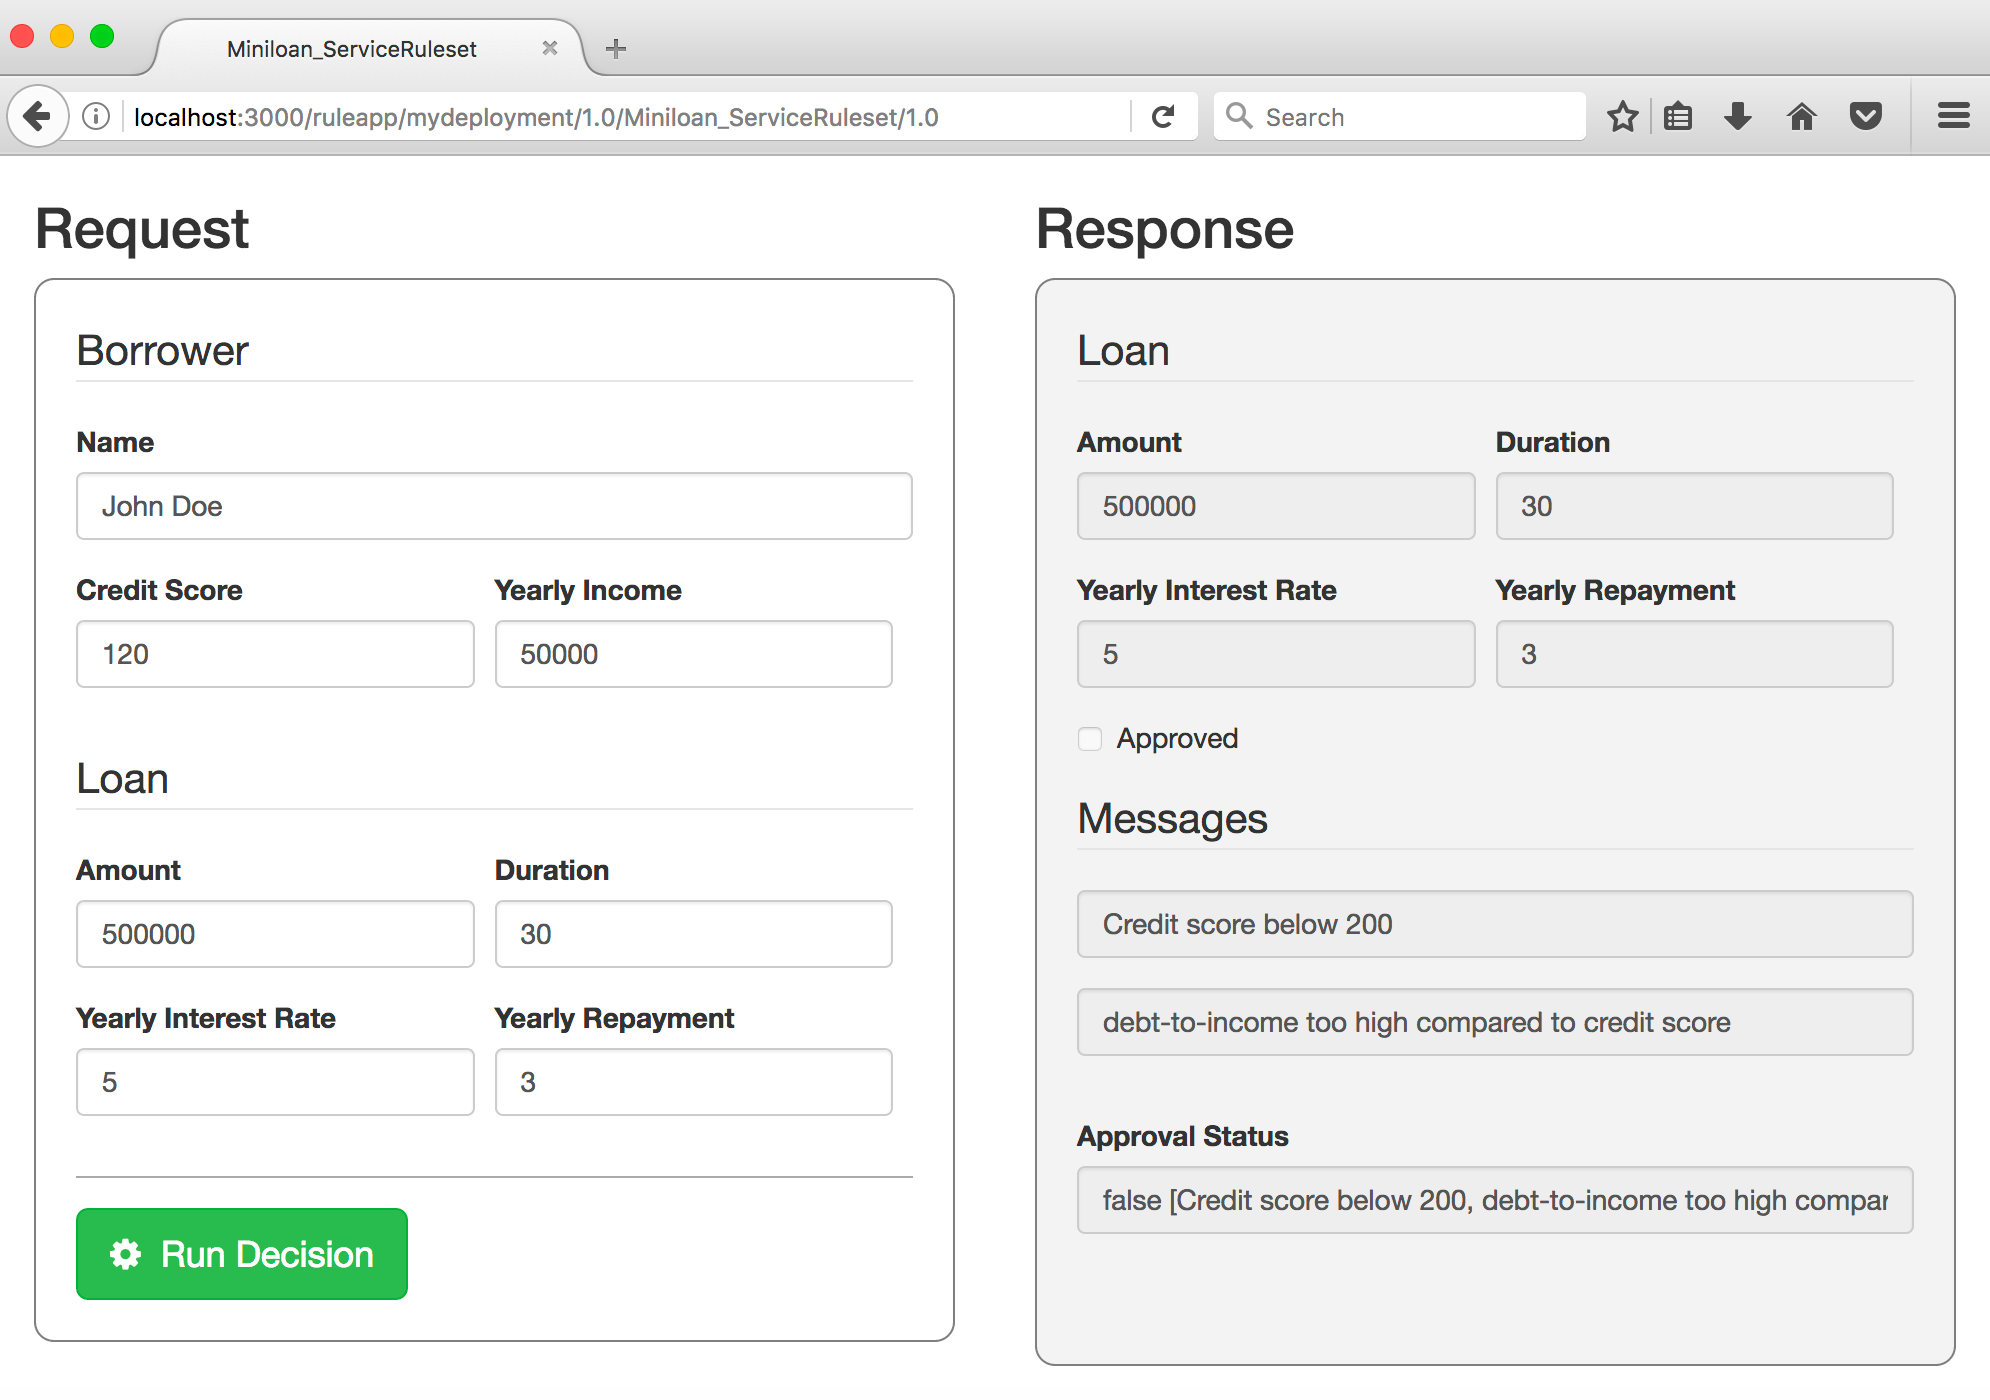 Miniloan_ServiceRuleset
localhost:3000/ruleapp/mydeployment/1.0/Miniloan_ServiceRuleset/1.0
Search
Request
Borrower
Name
John Doe
Credit Score Yearly Income
120 50000
Loan
Amount Duration
500000 30
Yearly Interest Rate Yearly Repayment
5 3
Run Decision
Response
Loan
Amount Duration
500000 30
Yearly Interest Rate Yearly Repayment
5 3
Approved
Messages
Credit score below 200
debt-to-income too high compared to credit score
Approval Status
false [Credit score below 200, debt-to-income too high compar